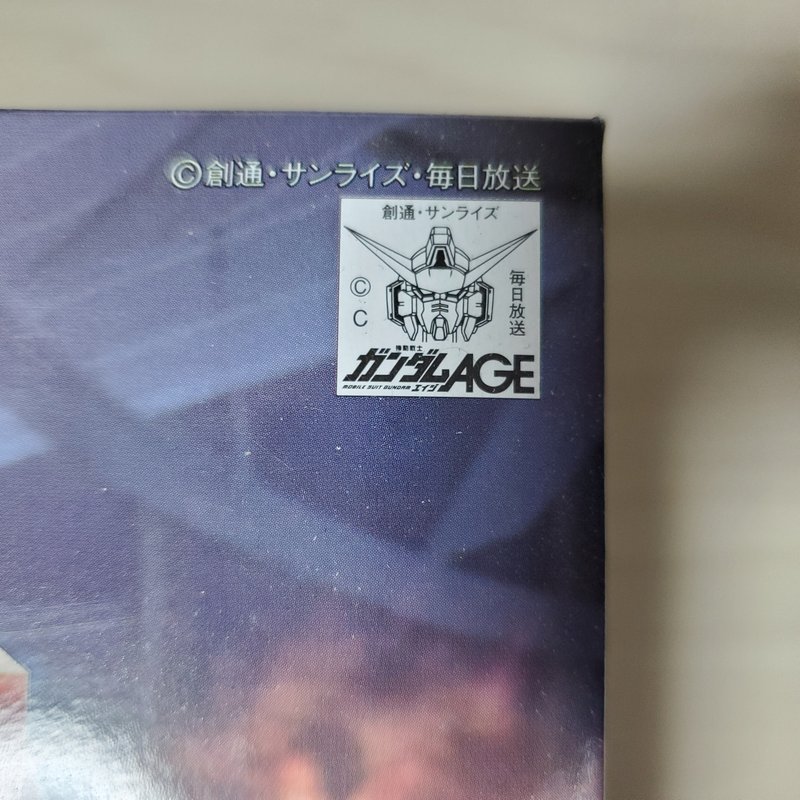 ©創通・サンライズ・毎日放送
創通・サンライズ
©
C
毎日放送
機動戦士
ガンダムAGE
MOBILE SUIT GUNDAM エイジ